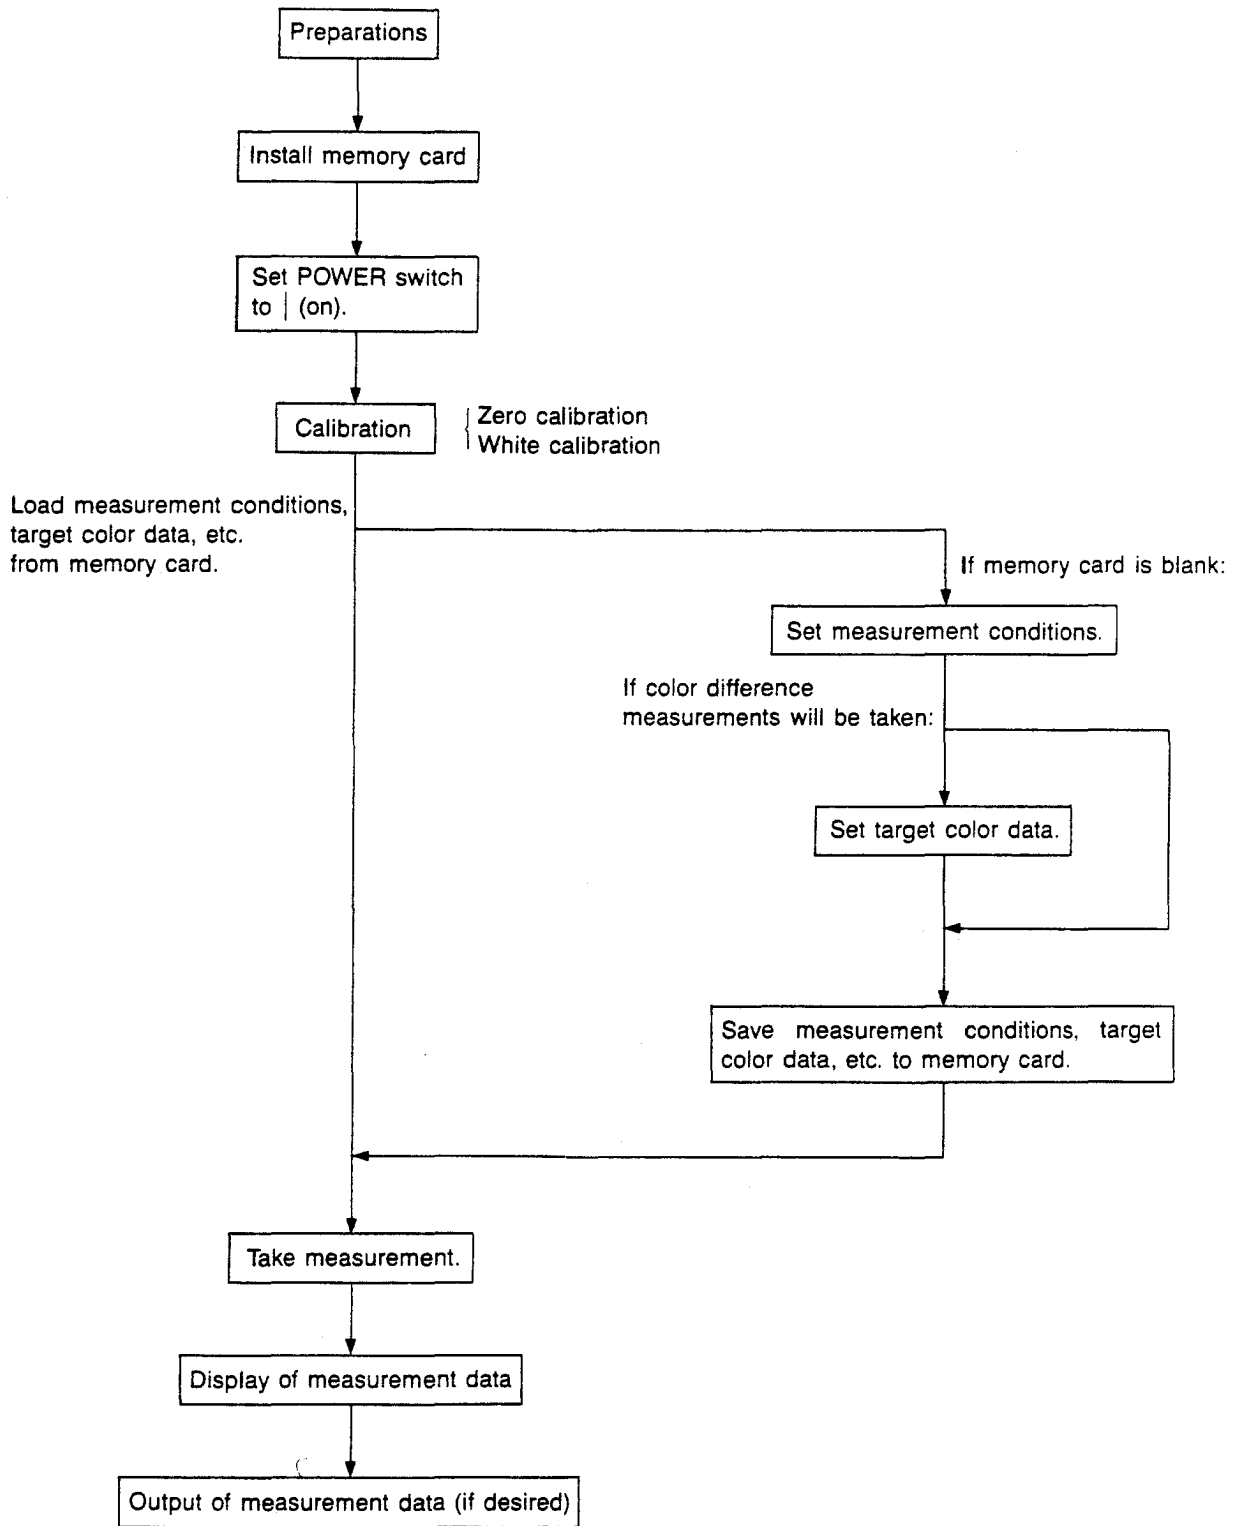 Preparations
Install memory card
Set POWER switch
to | (on).
Calibration
Zero calibration
White calibration
Load measurement conditions,
target color data, etc.
from memory card.
If memory card is blank:
Set measurement conditions.
If color difference
measurements will be taken:
Set target color data.
Save measurement conditions, target
color data, etc. to memory card.
Take measurement.
Display of measurement data
Output of measurement data (if desired)